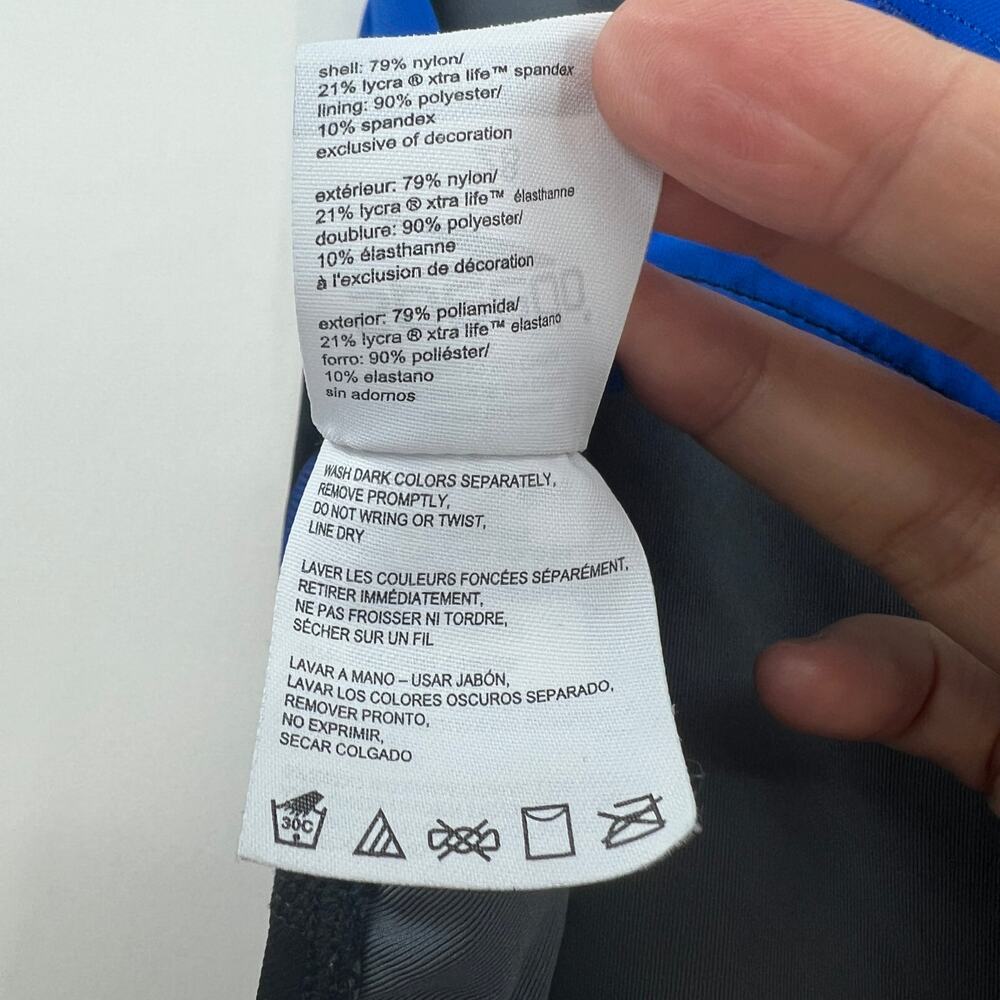 shell: 79% nylon/
21% lycra ® xtra life™ spandex
lining: 90% polyester/
10% spandex
exclusive of decoration
extérieur: 79% nylon/
21% lycra ® xtra life™ élasthanne
doublure: 90% polyester/
10% élasthanne
à l'exclusion de décoration
exterior: 79% poliamida/
21% lycra ® xtra life™ elastano
forro: 90% poliéster/
10% elastano
sin adornos
WASH DARK COLORS SEPARATELY,
REMOVE PROMPTLY,
DO NOT WRING OR TWIST,
LINE DRY
LAVER LES COULEURS FONCÉES SÉPARÉMENT,
RETIRER IMMÉDIATEMENT,
NE PAS FROISSER NI TORDRE,
SÉCHER SUR UN FIL
LAVAR A MANO – USAR JABÓN,
LAVAR LOS COLORES OSCUROS SEPARADO,
REMOVER PRONTO,
NO EXPRIMIR,
SECAR COLGADO
30C